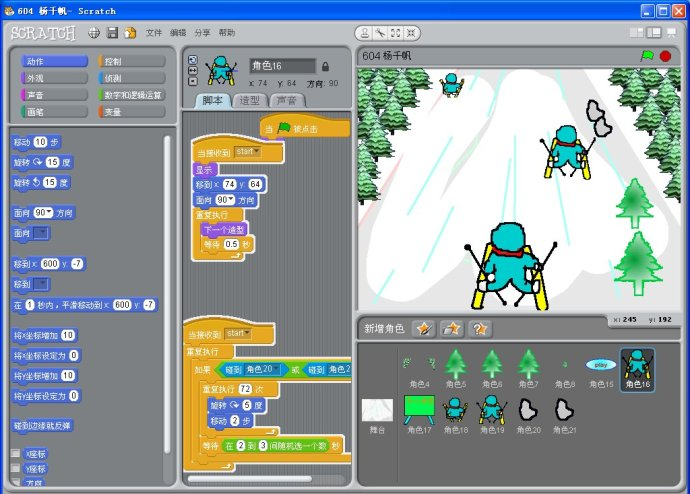 604 杨千帆- Scratch
SCRATCH 文件 编辑 分享 帮助
动作 控制
外观 侦测
声音 数字和逻辑运算
画笔 变量
移动 10 步
旋转 15 度
旋转 15 度
面向 90 方向
面向
移到 x: 600 y: -7
移到
在 1 秒内，平滑移动到 x: 600 y: -7
将x坐标增加 10
将x坐标设定为 0
将y坐标增加 10
将y坐标设定为 0
碰到边缘就反弹
x座标
y座标
方向
角色16
x: 74 y: 64 方向: 90
脚本 造型 声音
当 被点击
当接收到 start
显示
移到 x: 74 y: 64
面向 90 方向
重复执行
下一个造型
等待 0.5 秒
当接收到 start
重复执行
如果 碰到 角色20 或 碰到 角色2
重复执行 72 次
旋转 5 度
移动 2 步
等待 在 2 到 3 间随机选一个数 秒
604 杨千帆
x: 245 y: 192
新增角色
角色4 角色5 角色6 角色7 角色8 角色15 角色16
舞台 角色17 角色18 角色19 角色20 角色21
play